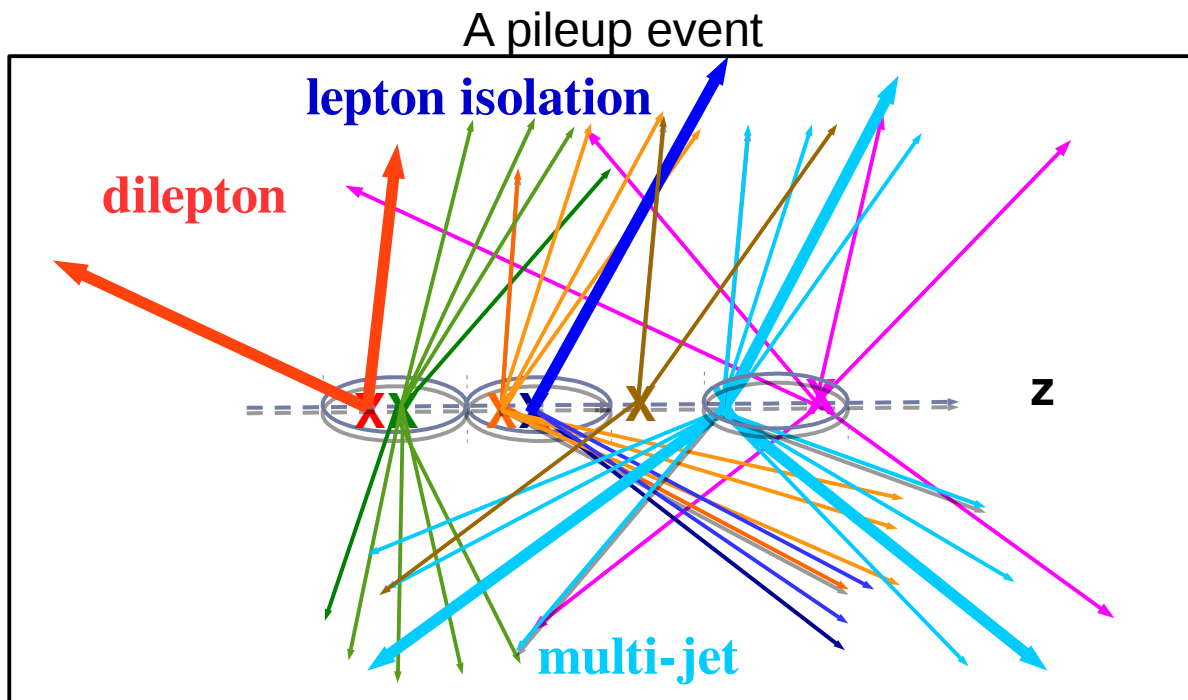 A pileup event
lepton isolation
dilepton
X X X X X X X
z
multi-jet